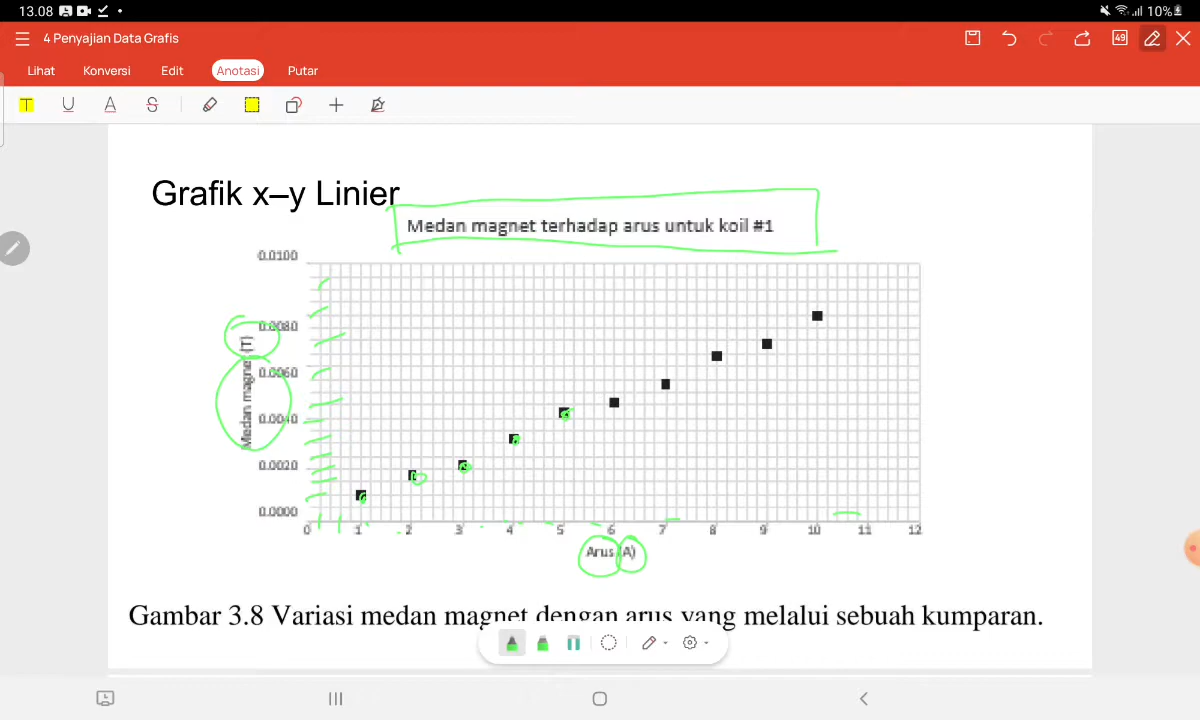 13.08
10%
4 Penyajian Data Grafis
49
Lihat Konversi Edit Anotasi Putar
T U A S
Grafik x–y Linier
Medan magnet terhadap arus untuk koil #1
0.0100
0.0080
0.0060
0.0040
0.0020
0.0000
Medan magnet (T)
0 1 2 3 4 5 6 7 8 9 10 11 12
Arus (A)
Gambar 3.8 Variasi medan magnet dengan arus yang melalui sebuah kumparan.